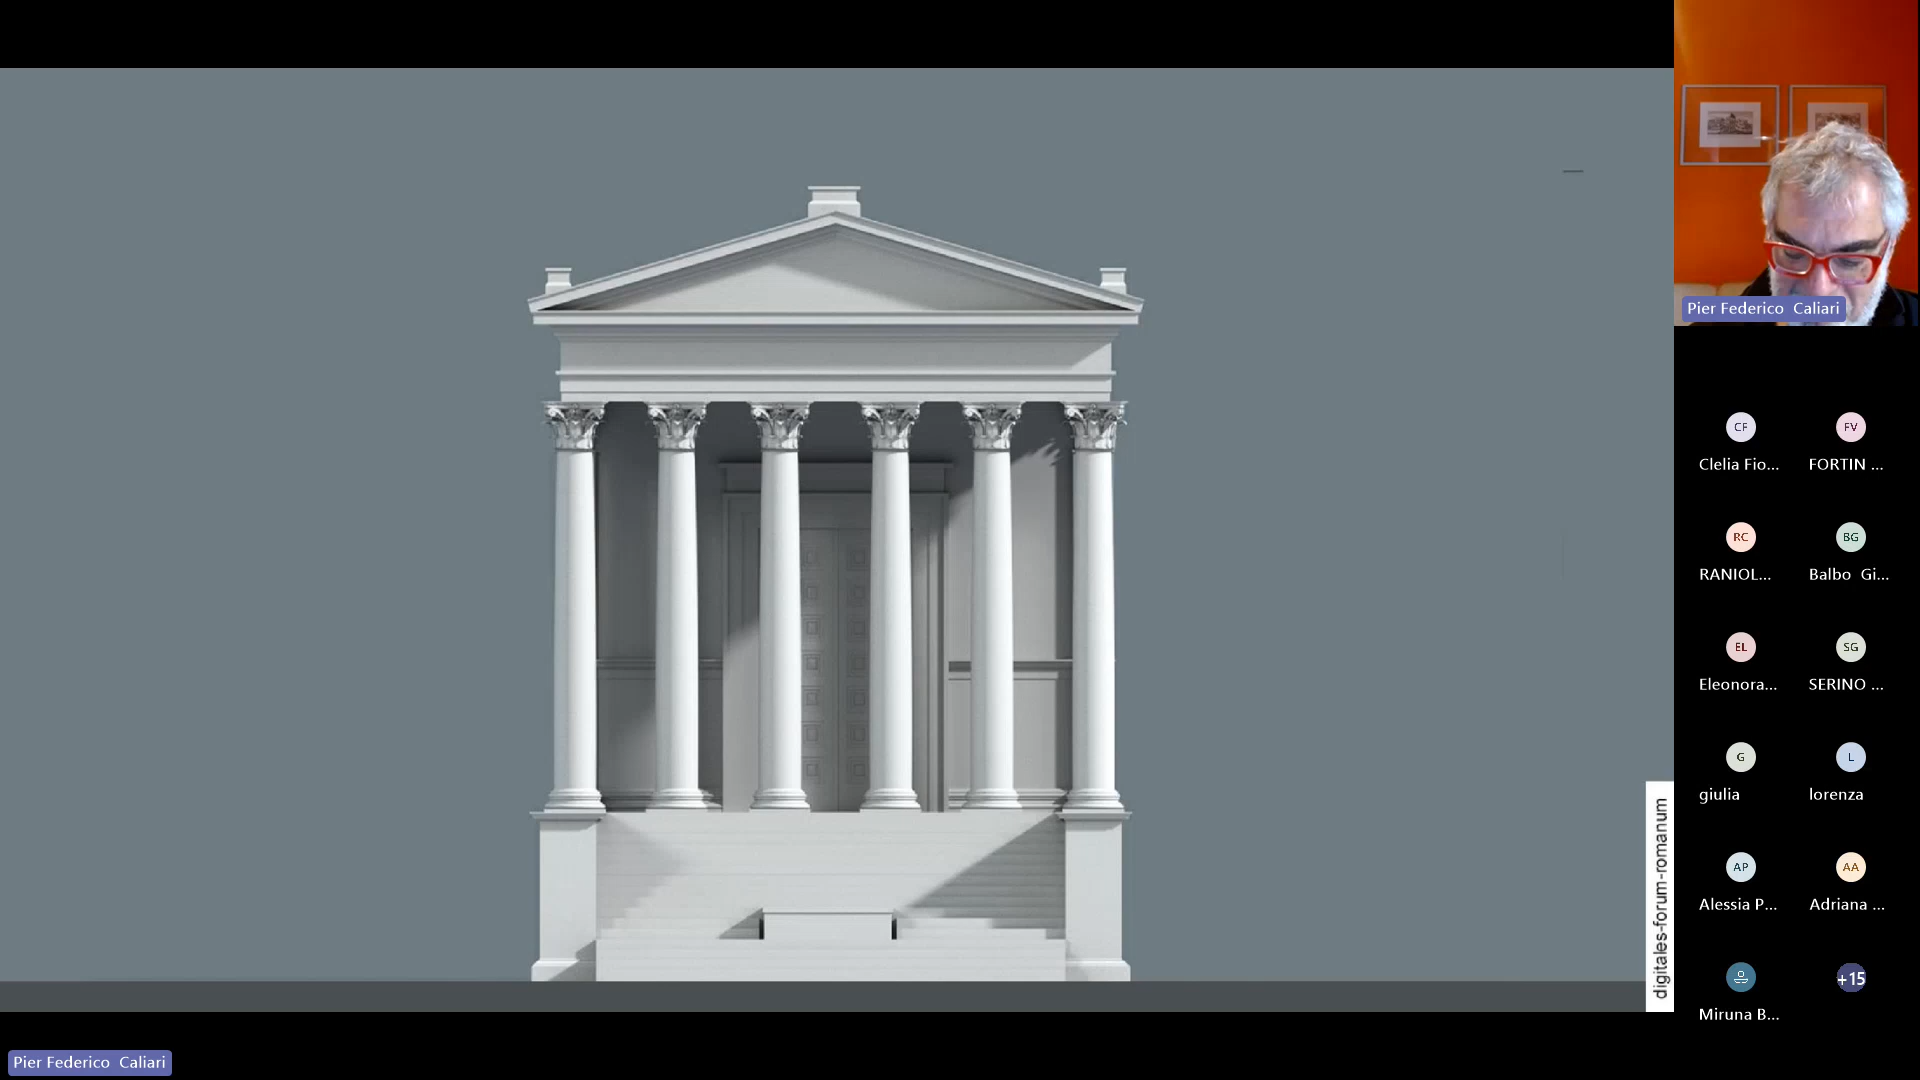 Pier Federico Caliari
CF
FV
Clelia Fio...
FORTIN ...
RC
BG
RANIOL...
Balbo Gi...
EL
SG
Eleonora...
SERINO ...
G
L
giulia
lorenza
AP
AA
Alessia P...
Adriana ...
+15
Miruna B...
digitales-forum-romanum
Pier Federico Caliari